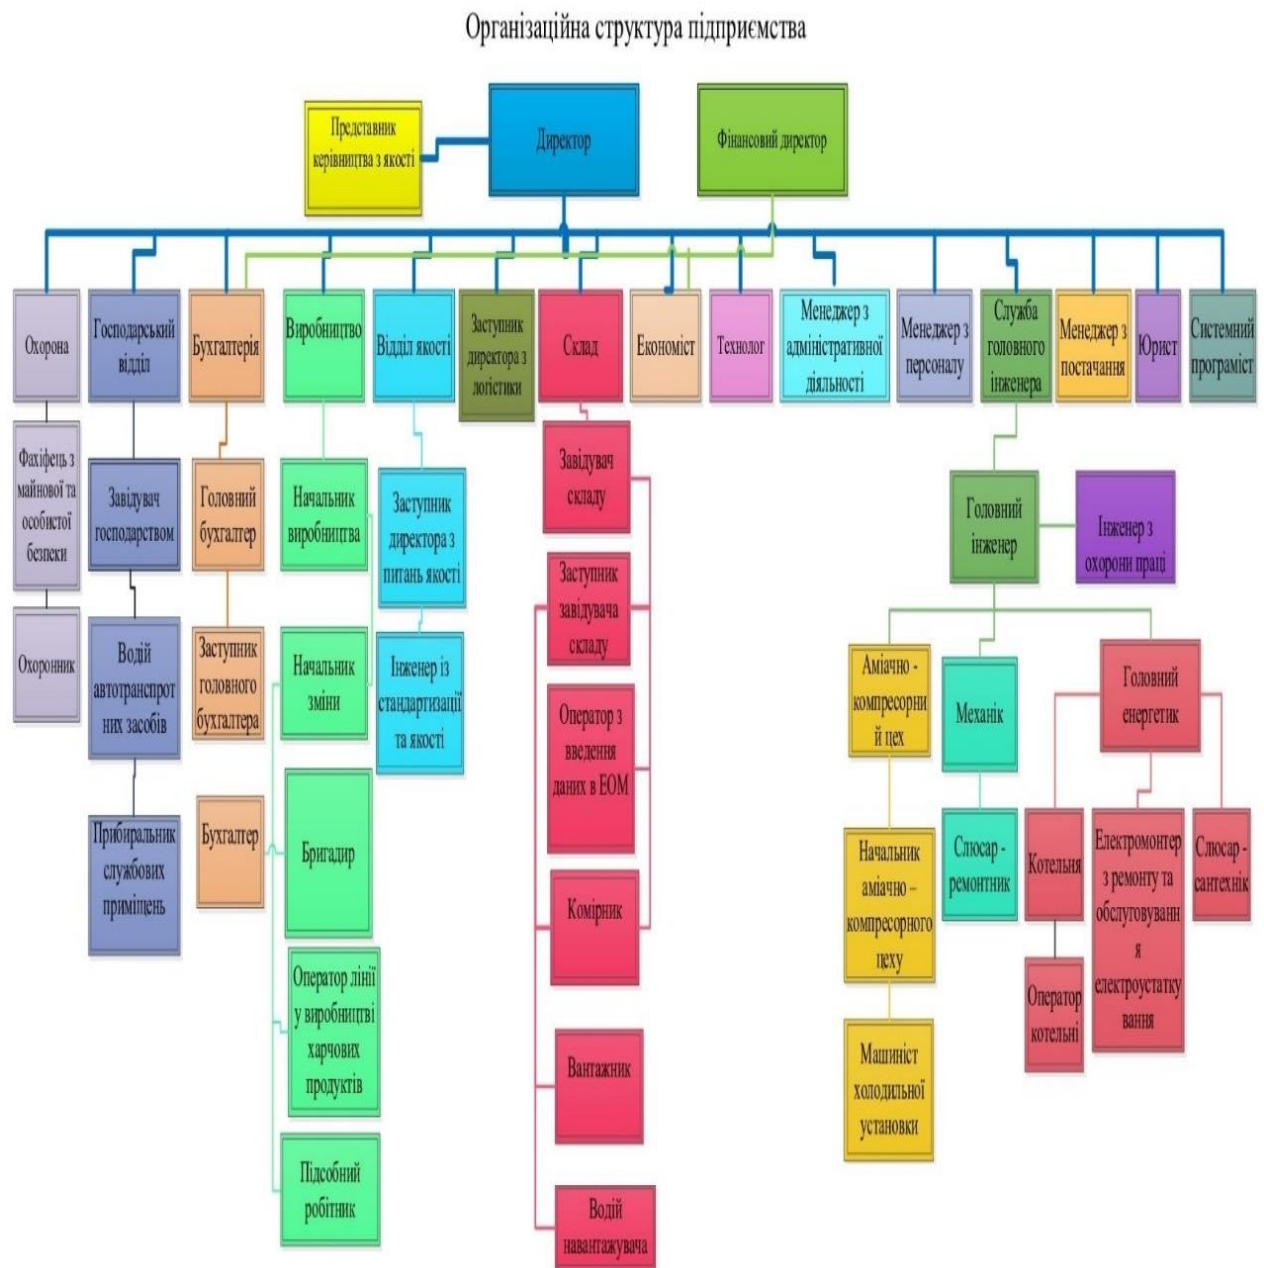 Організаційна структура підприємства
Представник
керівництва з якості
Директор
Фінансовий директор
Охорона
Господарський
відділ
Бухгалтерія
Виробництво
Відділ якості
Заступник
директора з
логістики
Склад
Економіст
Технолог
Менеджер з
адміністративної
діяльності
Менеджер з
персоналу
Служба
головного
інженера
Менеджер з
постачання
Юрист
Системний
програміст
Фахіфець з
майнової та
особистої
безпеки
Завідувач
господарством
Головний
бухгалтер
Начальник
виробництва
Заступник
директора з
питань якості
Завідувач
складу
Головний
інженер
Інженер з
охорони праці
Заступник
завідувача
складу
Охоронник
Водій
автотранспрот
них засобів
Заступник
головного
бухгалтера
Начальник
зміни
Інженер із
стандартизації
та якості
Оператор з
введення
даних в ЕОМ
Аміачно -
компресорни
й цех
Механік
Головний
енергетик
Прибиральник
службових
приміщень
Бухгалтер
Бригадир
Комірник
Начальник
аміачно –
компресорного
цеху
Слюсар -
ремонтник
Котельня
Електромонтер
з ремонту та
обслуговуванн
я
електроустатку
вання
Слюсар -
сантехнік
Оператор лінії
у виробництві
харчових
продуктів
Вантажник
Машиніст
холодильної
установки
Оператор
котельні
Підсобний
робітник
Водій
навантажувача